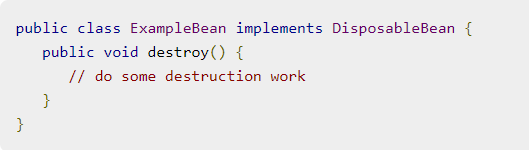 public class ExampleBean implements DisposableBean {
   public void destroy() {
      // do some destruction work
   }
}